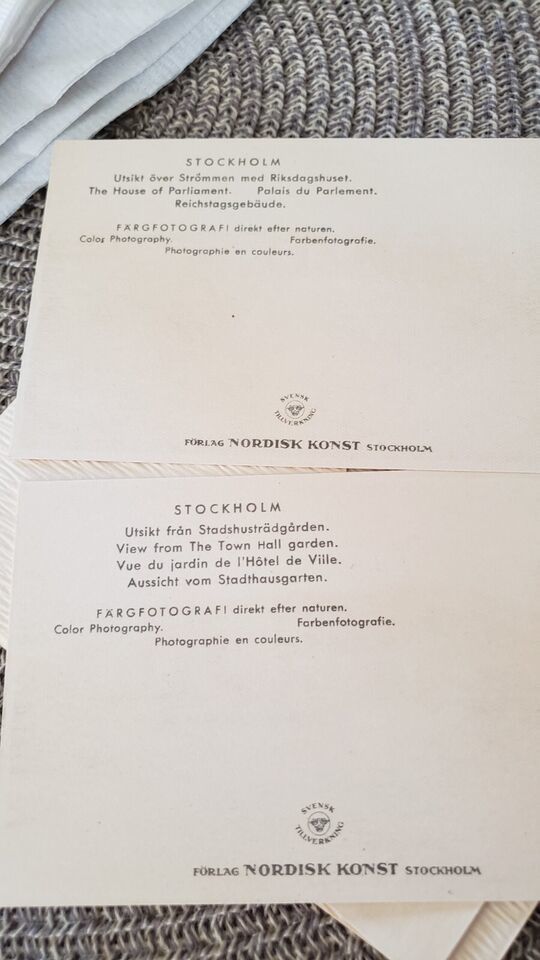 STOCKHOLM
Utsikt över Strömmen med Riksdagshuset.
The House of Parliament. Palais du Parlement.
Reichstagsgebäude.
FÄRGFOTOGRAFI direkt efter naturen.
Color Photography. Farbenfotografie.
Photographie en couleurs.
SVENSK
TILLVERKNING
FÖRLAG NORDISK KONST STOCKHOLM
STOCKHOLM
Utsikt från Stadshusträdgården.
View from The Town Hall garden.
Vue du jardin de l'Hôtel de Ville.
Aussicht vom Stadthausgarten.
FÄRGFOTOGRAFI direkt efter naturen.
Color Photography. Farbenfotografie.
Photographie en couleurs.
SVENSK
TILLVERKNING
FÖRLAG NORDISK KONST STOCKHOLM